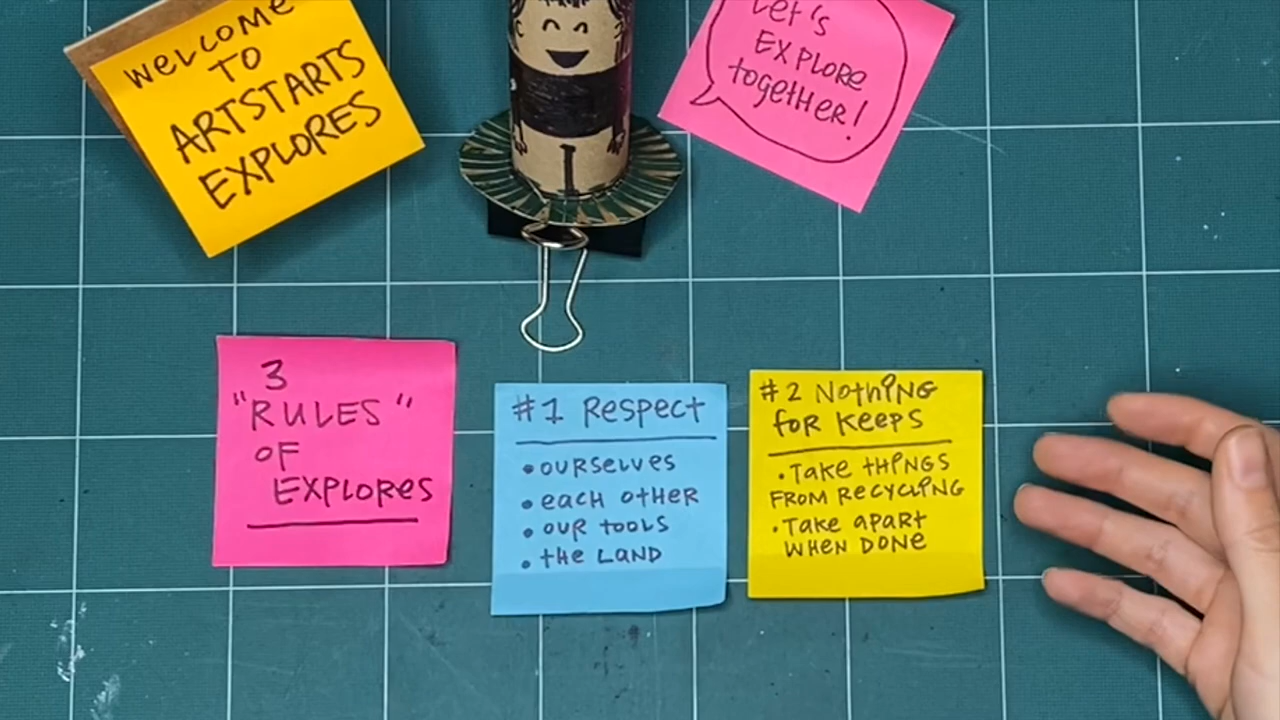 WELCOME
TO
ARTSTARTS
EXPLORES
Let's
EXPLORE
together!
3
"RULES"
OF
EXPLORES
#1 Respect
• ourselves
• each other
• our tools
• the LAND
#2 Nothing
for keeps
• Take things
from recycling
• Take apart
when done